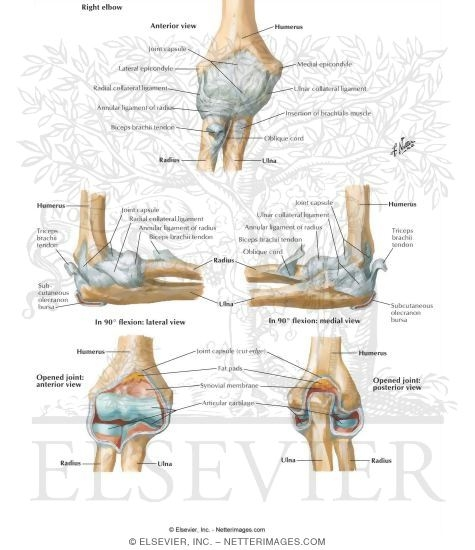 Right elbow
Anterior view
Humerus
Joint capsule
Lateral epicondyle
Medial epicondyle
Radial collateral ligament
Ulnar collateral ligament
Annular ligament of radius
Insertion of brachialis muscle
Biceps brachii tendon
Oblique cord
Radius
Ulna
Humerus
Joint capsule
Radial collateral ligament
Annular ligament of radius
Biceps brachii tendon
Triceps
brachii
tendon
Sub-
cutaneous
olecranon
bursa
In 90° flexion: lateral view
Joint capsule
Ulnar collateral ligament
Annular ligament of radius
Biceps brachii tendon
Oblique cord
Humerus
Triceps
brachii
tendon
Radius
Ulna
Subcutaneous
olecranon
bursa
In 90° flexion: medial view
Humerus
Joint capsule (cut edge)
Humerus
Fat pads
Opened joint:
anterior view
Synovial membrane
Opened joint:
posterior view
Articular cartilage
Radius
Ulna
Ulna
Radius
ELSEVIER
© Elsevier, Inc. - Netterimages.com
© ELSEVIER, INC. – NETTERIMAGES.COM